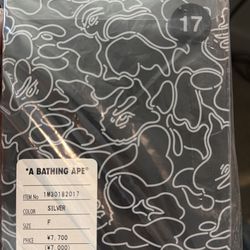 17
"A BATHING APE"
ITEM No 1M30182017
COLOR SILVER
SIZE F
PRICE ¥7,700
(¥7,000)